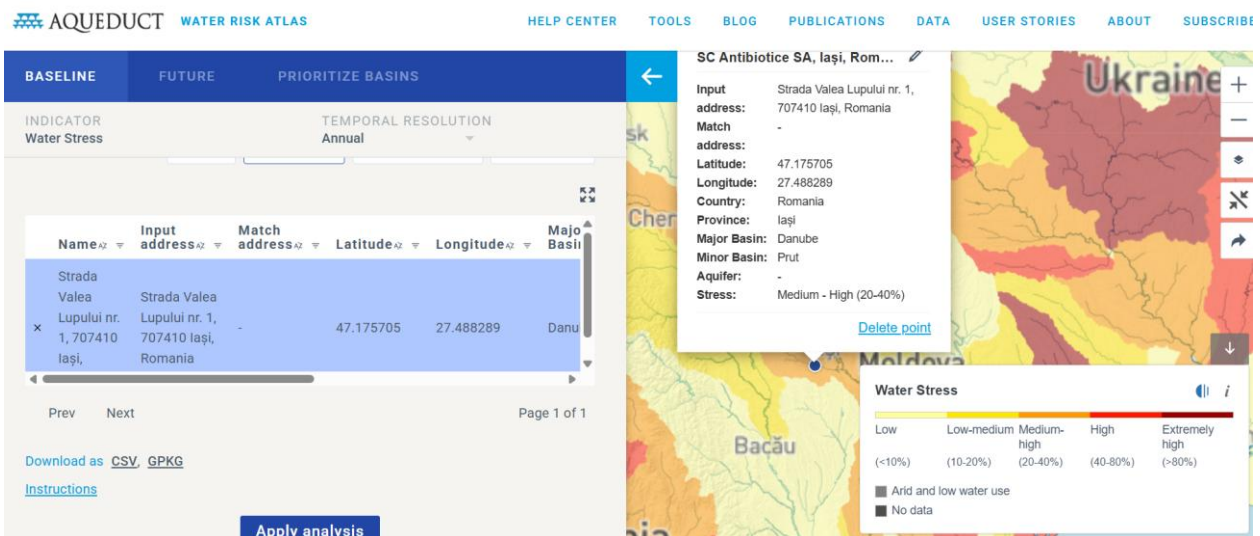 AQUEDUCT WATER RISK ATLAS
HELP CENTER TOOLS BLOG PUBLICATIONS DATA USER STORIES ABOUT SUBSCRIBE
BASELINE FUTURE PRIORITIZE BASINS
INDICATOR
Water Stress
TEMPORAL RESOLUTION
Annual
Name Input address Match address Latitude Longitude Majo Basi
Strada
Valea
Lupului nr.
1, 707410
Iași,
Strada Valea
Lupului nr. 1,
707410 Iași,
Romania
-
47.175705
27.488289
Danu
Prev Next
Page 1 of 1
Download as CSV, GPKG
Instructions
Apply analysis
SC Antibiotice SA, Iași, Rom...
Input address: Strada Valea Lupului nr. 1,
707410 Iași, Romania
Match address: -
Latitude: 47.175705
Longitude: 27.488289
Country: Romania
Province: Iași
Major Basin: Danube
Minor Basin: Prut
Aquifer: -
Stress: Medium - High (20-40%)
Delete point
Ukraine
sk
Cher
Moldova
Bacău
Water Stress
Low
Low-medium
Medium-
high
High
Extremely
high
(<10%)
(10-20%)
(20-40%)
(40-80%)
(>80%)
Arid and low water use
No data